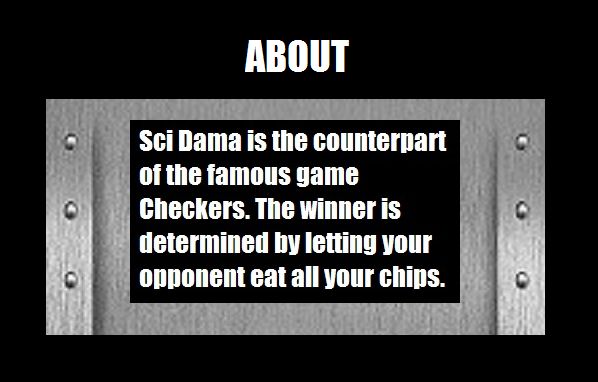 ABOUT
Sci Dama is the counterpart
of the famous game
Checkers. The winner is
determined by letting your
opponent eat all your chips.